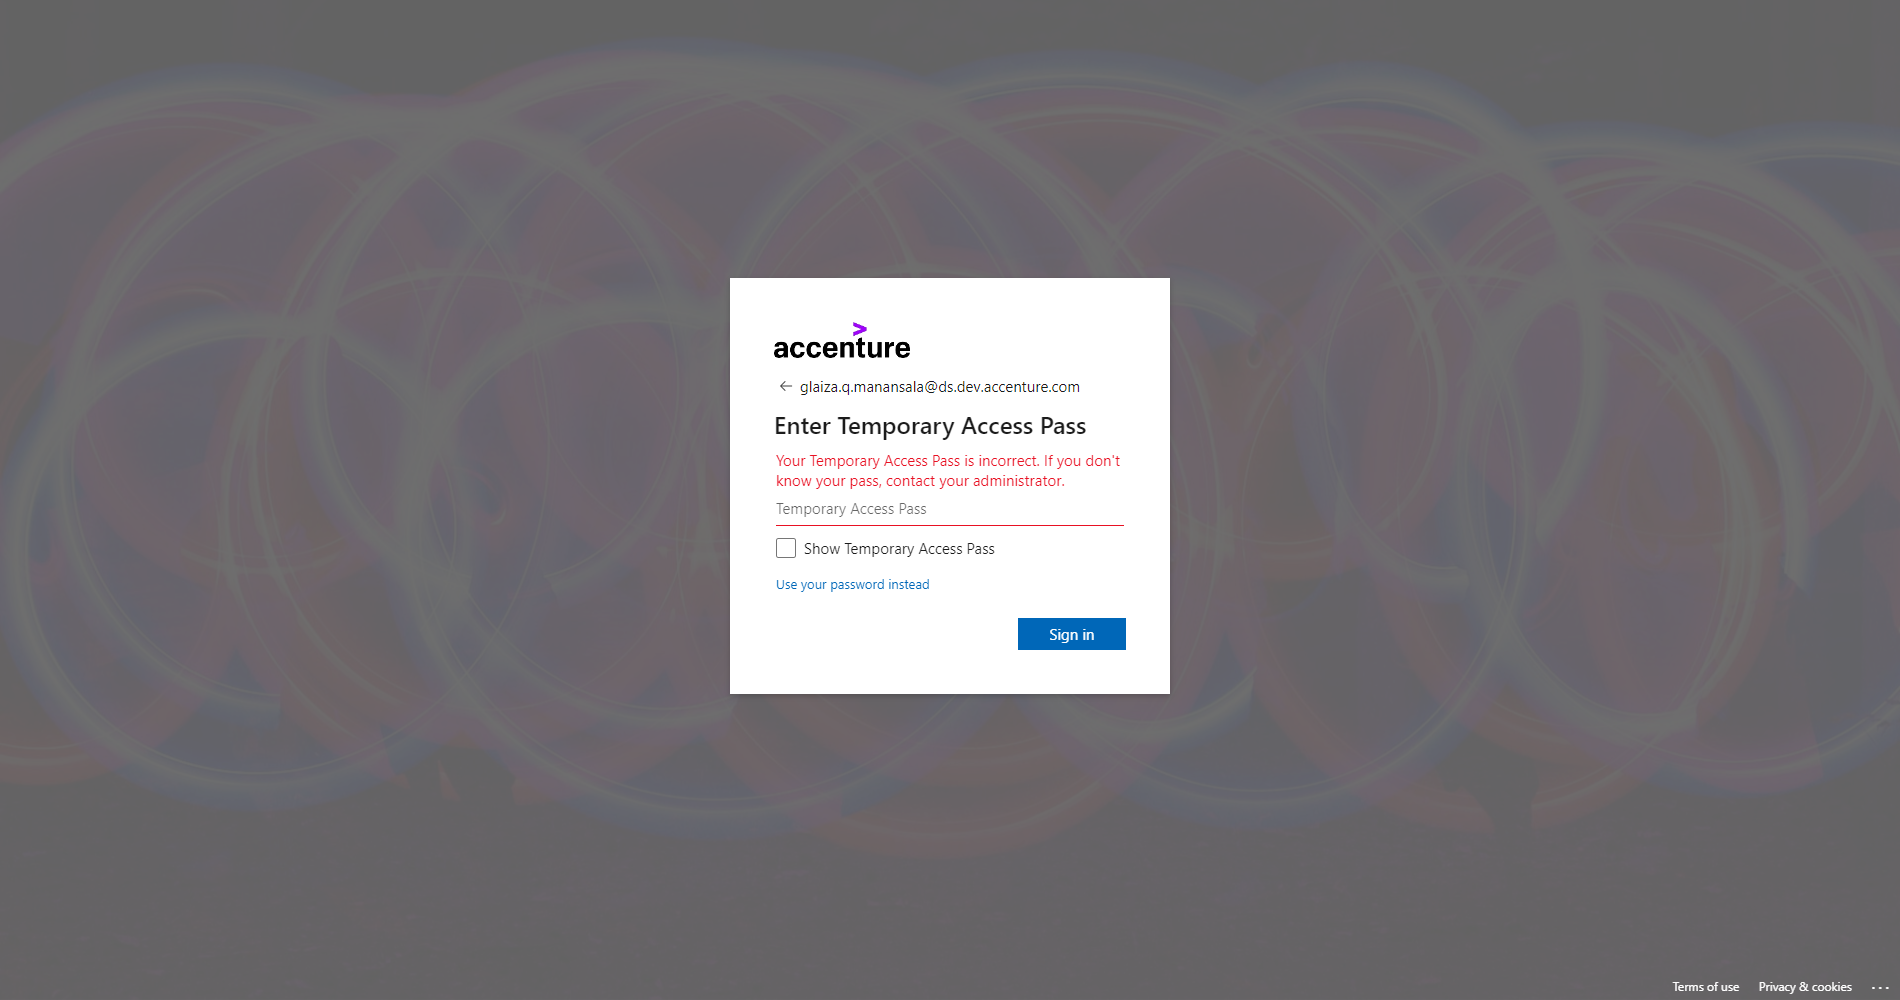 accenture
glaiza.q.manansala@ds.dev.accenture.com
Enter Temporary Access Pass
Your Temporary Access Pass is incorrect. If you don't
know your pass, contact your administrator.
Temporary Access Pass
Show Temporary Access Pass
Use your password instead
Sign in
Terms of use Privacy & cookies ...